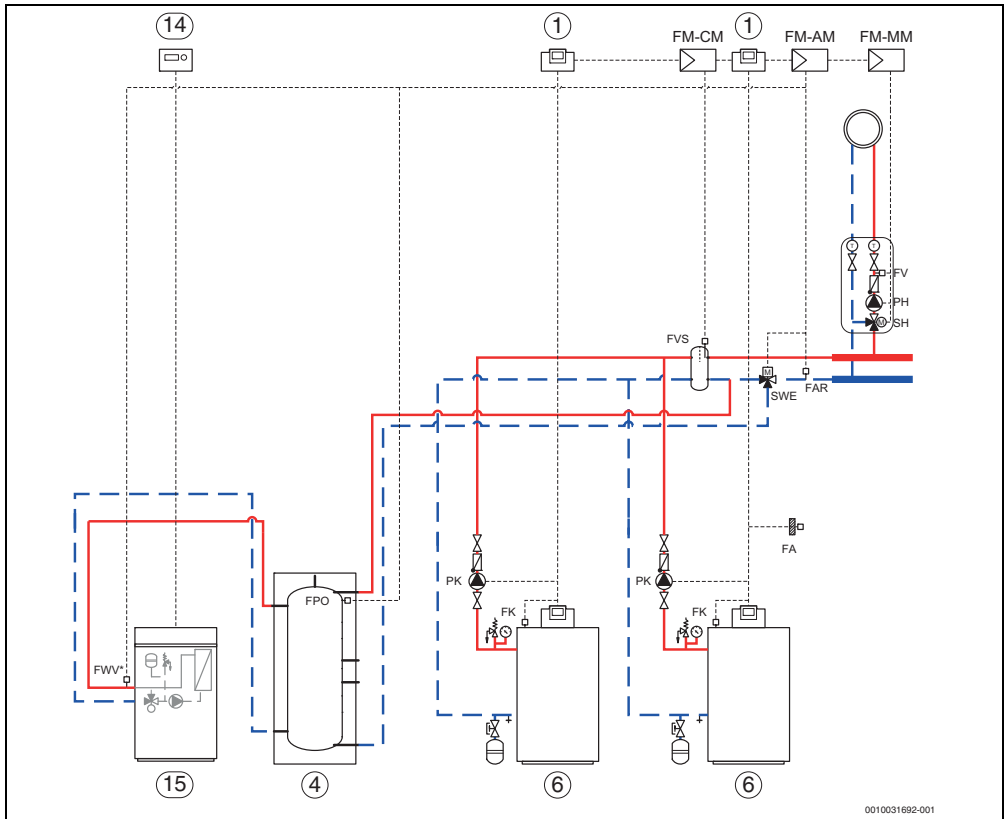 14
1
1
FM-CM
FM-AM
FM-MM
T
T
FV
PH
M
SH
FVS
M
SWE
FAR
FA
PK
PK
FPO
FK
FK
FWV*
15
4
6
6
0010031692-001